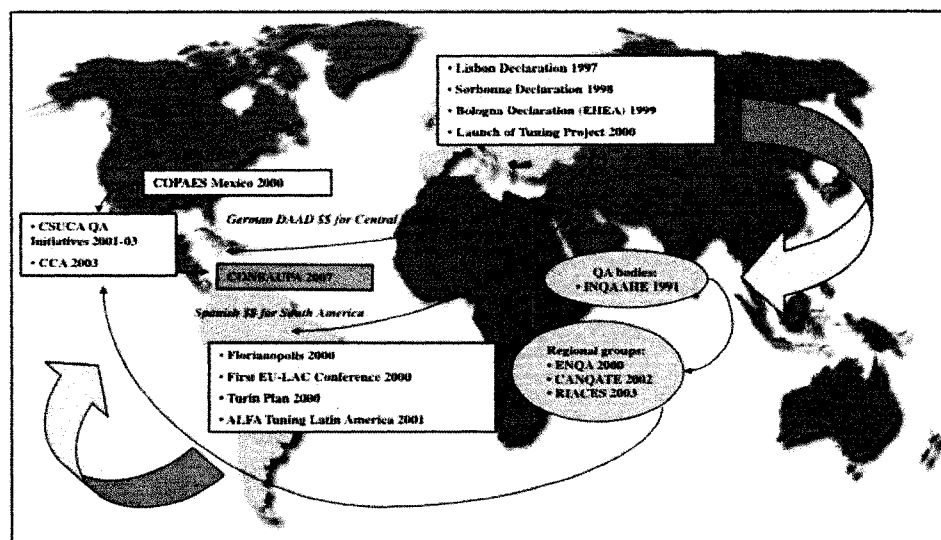 • Lisbon Declaration 1997
• Sorbonne Declaration 1998
• Bologna Declaration (EHEA) 1999
• Launch of Tuning Project 2000
COPAES Mexico 2000
• CSUCA QA
Initiatives 2001-03
• CCA 2003
German DAAD $$ for Central
CONEAUPA 2007
Spanish $$ for South America
QA bodies:
• INQAAHE 1991
Regional groups:
• ENQA 2000
• CANQATE 2002
• RIACES 2003
• Florianopolis 2000
• First EU-LAC Conference 2000
• Turin Plan 2000
• ALFA Tuning Latin America 2001